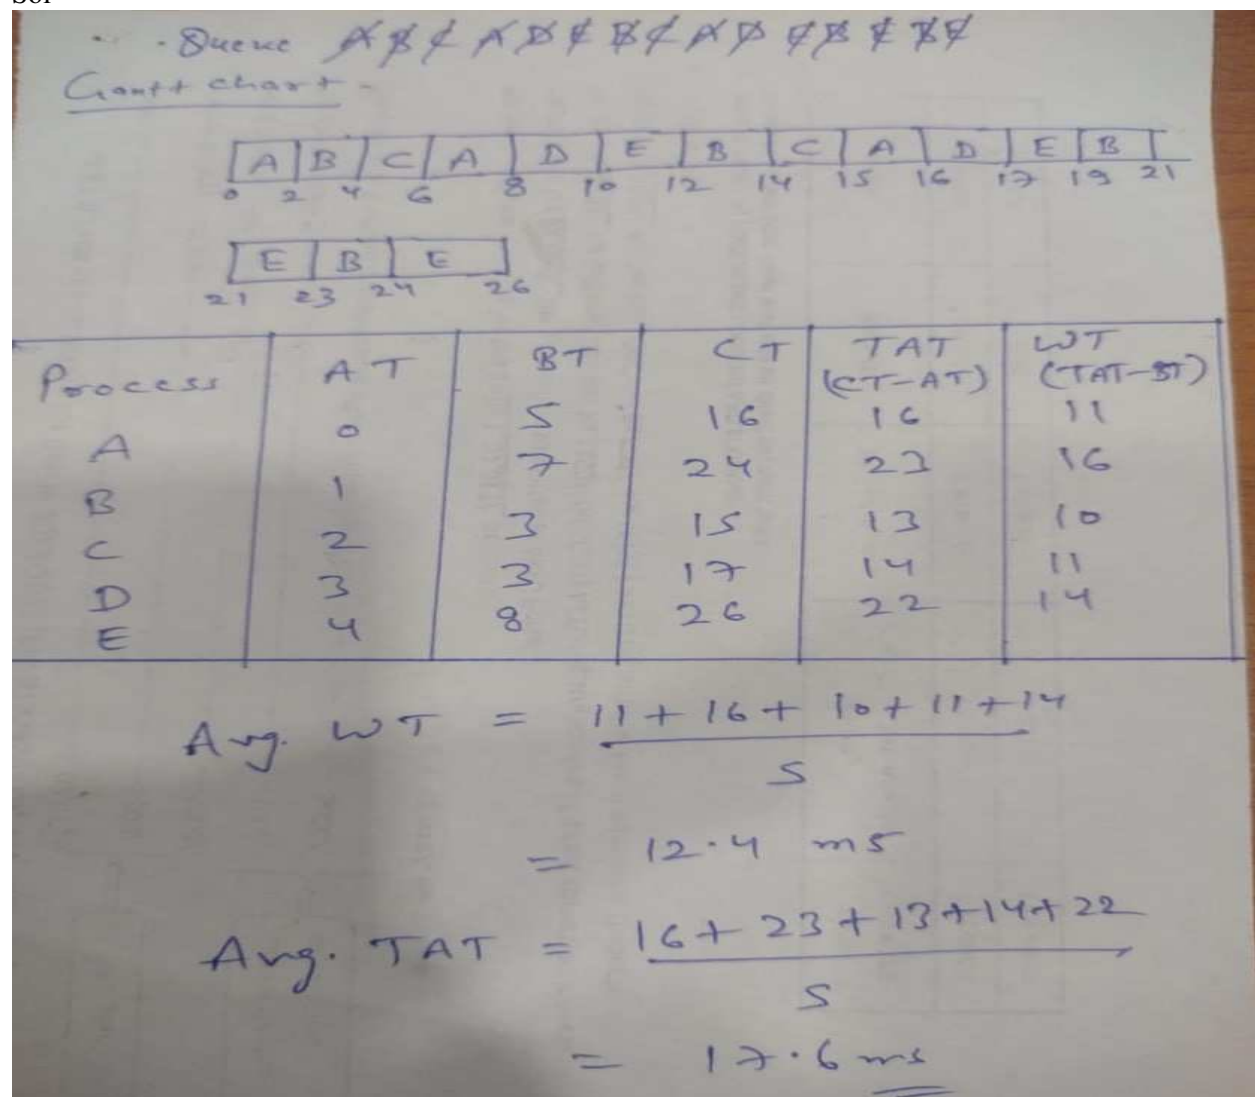 Sol
Queue A B C A D E B C A D E B E B E
Gantt chart -
A B C A D E B C A D E B
0 2 4 6 8 10 12 14 15 16 17 19 21
E B E
21 23 24 26
Process AT BT CT TAT (CT-AT) WT (TAT-BT)
A 0 5 16 16 11
B 1 7 24 23 16
C 2 3 15 13 10
D 3 3 17 14 11
E 4 8 26 22 14
Avg. WT = 11 + 16 + 10 + 11 + 14
5
= 12.4 ms
Avg. TAT = 16 + 23 + 13 + 14 + 22
5
= 17.6 ms